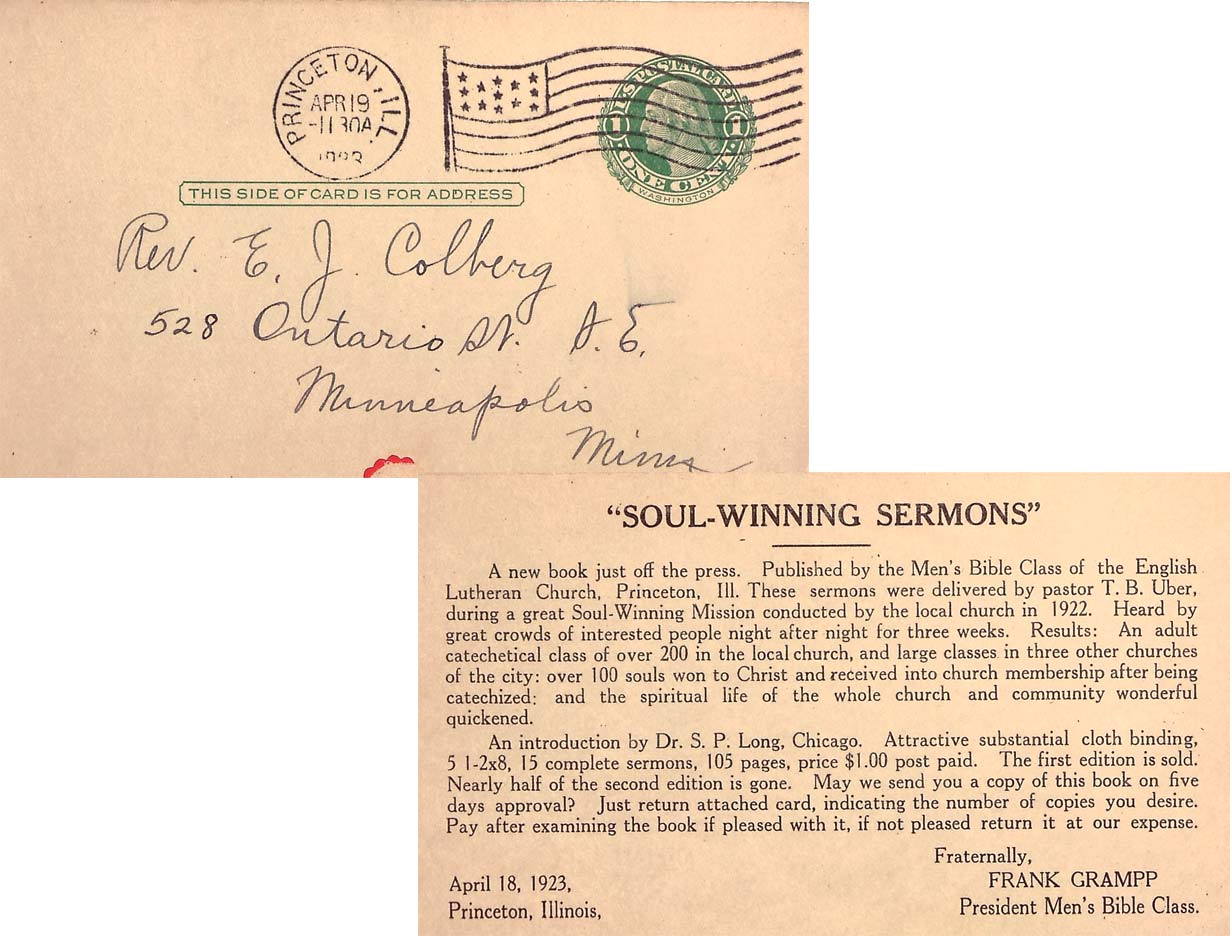 PRINCETON, ILL.
APR 19
-11 30A
1923
U.S. POSTAL CARD
1 1
ONE CENT
WASHINGTON
THIS SIDE OF CARD IS FOR ADDRESS
Rev. E. J. Colberg
528 Ontario St. S. E.
Minneapolis
Minn
"SOUL-WINNING SERMONS"
A new book just off the press. Published by the Men's Bible Class of the English
Lutheran Church, Princeton, Ill. These sermons were delivered by pastor T. B. Uber,
during a great Soul-Winning Mission conducted by the local church in 1922. Heard by
great crowds of interested people night after night for three weeks. Results: An adult
catechetical class of over 200 in the local church, and large classes in three other churches
of the city: over 100 souls won to Christ and received into church membership after being
catechized: and the spiritual life of the whole church and community wonderful
quickened.
An introduction by Dr. S. P. Long, Chicago. Attractive substantial cloth binding,
5 1-2x8, 15 complete sermons, 105 pages, price $1.00 post paid. The first edition is sold.
Nearly half of the second edition is gone. May we send you a copy of this book on five
days approval? Just return attached card, indicating the number of copies you desire.
Pay after examining the book if pleased with it, if not pleased return it at our expense.
Fraternally,
April 18, 1923, FRANK GRAMPP
Princeton, Illinois, President Men's Bible Class.